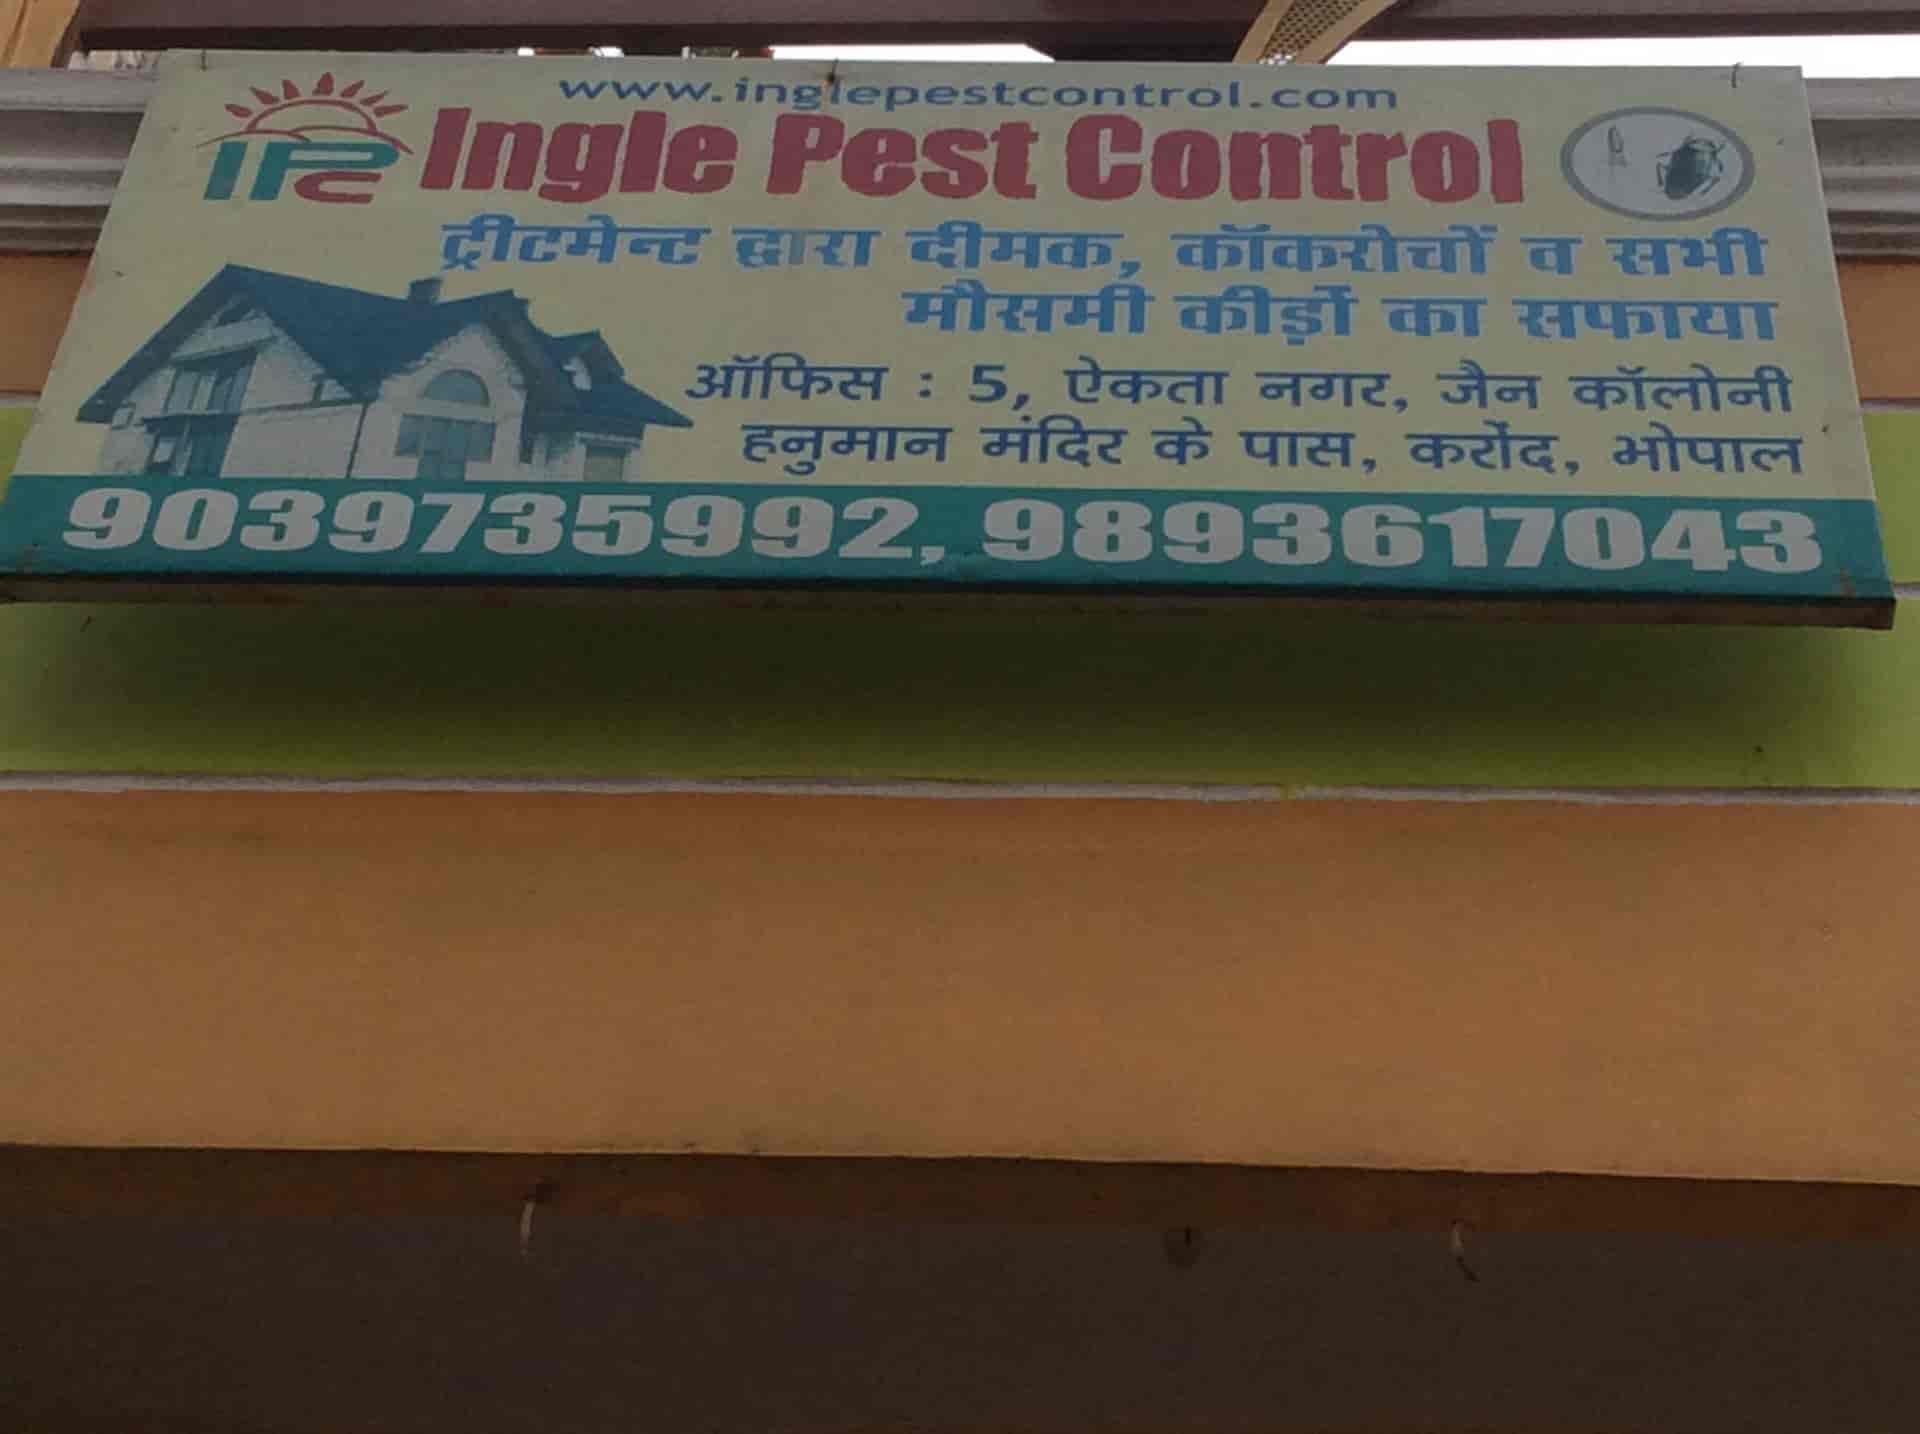 www.inglepestcontrol.com
IPC Ingle Pest Control
ट्रीटमेन्ट द्वारा दीमक, कॉकरोचों व सभी
मौसमी कीड़ों का सफाया
ऑफिस : 5, ऐकता नगर, जैन कॉलोनी
हनुमान मंदिर के पास, करोंद, भोपाल
9039735992, 9893617043